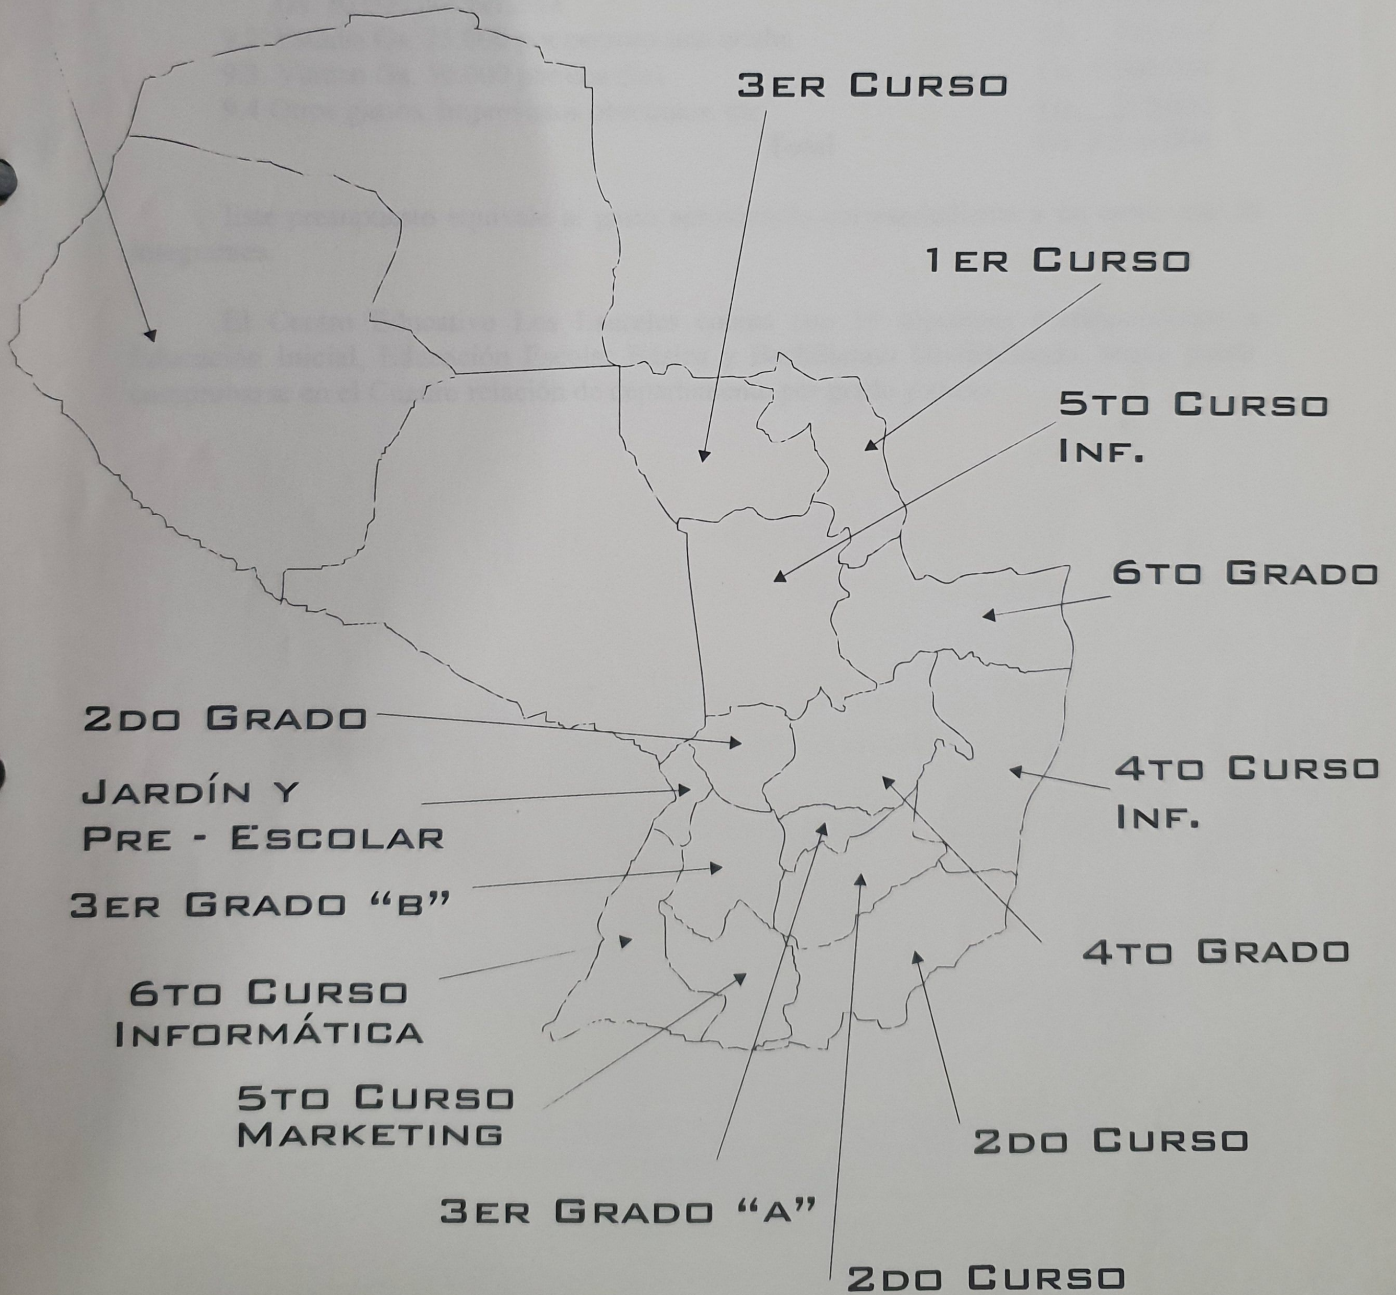 3ER CURSO
1ER CURSO
5TO CURSO
INF.
6TO GRADO
2DO GRADO
JARDÍN Y
PRE - ESCOLAR
4TO CURSO
INF.
3ER GRADO “B”
4TO GRADO
6TO CURSO
INFORMÁTICA
5TO CURSO
MARKETING
2DO CURSO
3ER GRADO “A”
2DO CURSO